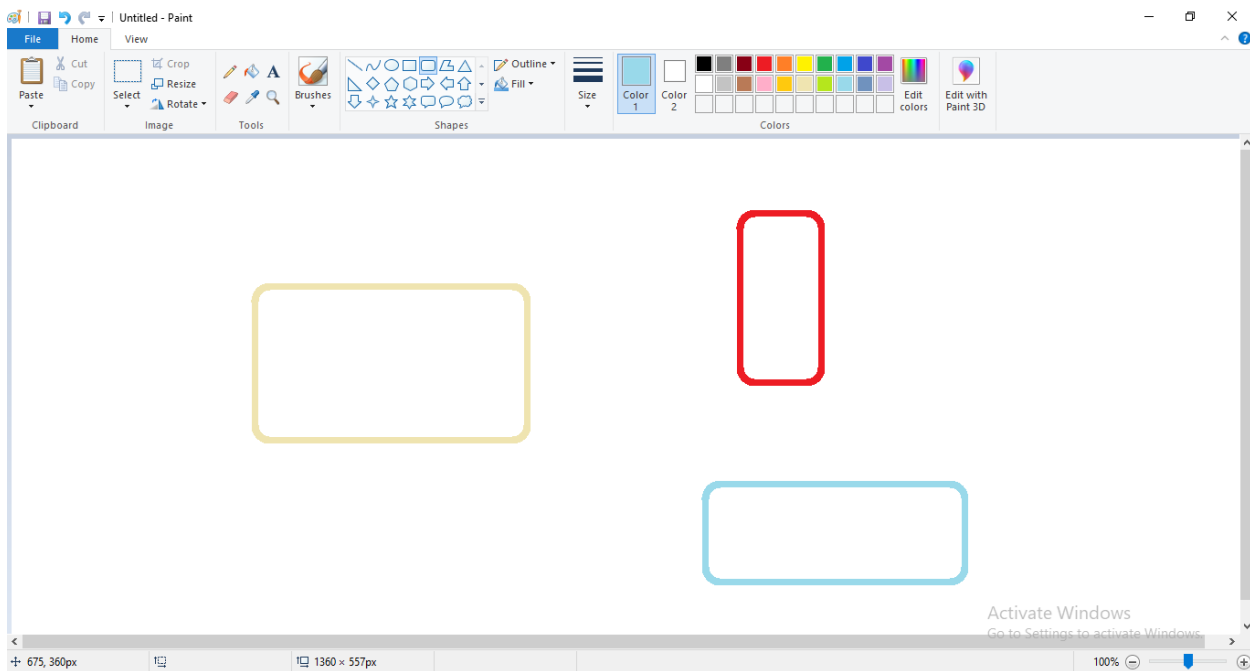 Untitled - Paint
File Home View
Paste
Cut
Copy
Clipboard
Select
Crop
Resize
Rotate
Image
A
Tools
Brushes
Outline
Fill
Shapes
Size
Color 1
Color 2
Edit colors
Colors
Edit with Paint 3D
Activate Windows
Go to Settings to activate Windows.
675, 360px
1360 × 557px
100%